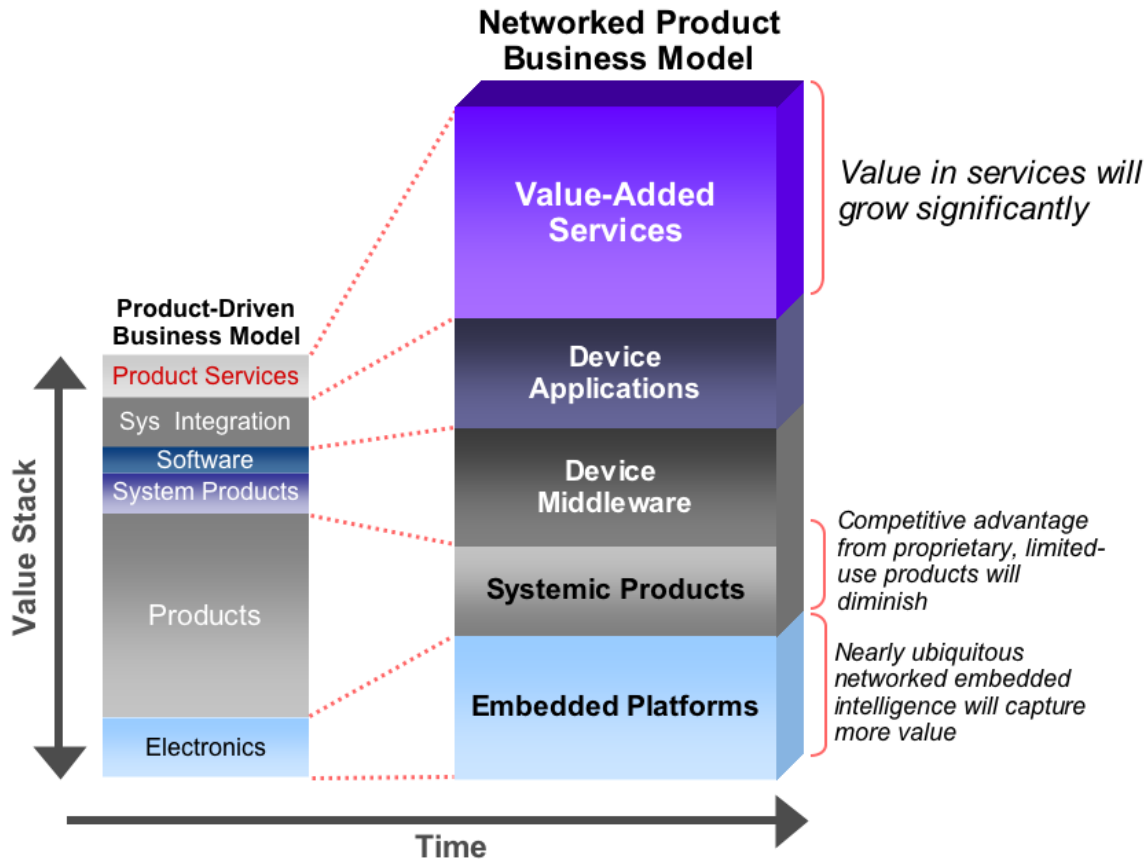 Networked Product
Business Model
Value-Added
Services
Value in services will
grow significantly
Product-Driven
Business Model
Product Services
Sys Integration
Software
System Products
Products
Electronics
Value Stack
Device
Applications
Device
Middleware
Systemic Products
Embedded Platforms
Competitive advantage
from proprietary, limited-
use products will
diminish
Nearly ubiquitous
networked embedded
intelligence will capture
more value
Time